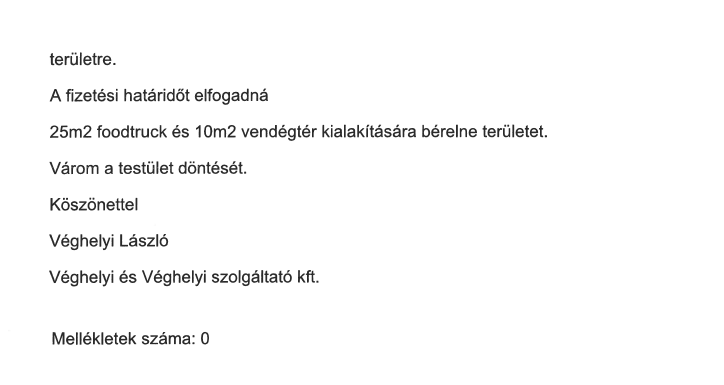 területre.
A fizetési határidőt elfogadná
25m2 foodtruck és 10m2 vendégtér kialakítására bérelne területet.
Várom a testület döntését.
Köszönettel
Véghelyi László
Véghelyi és Véghelyi szolgáltató kft.
Mellékletek száma: 0